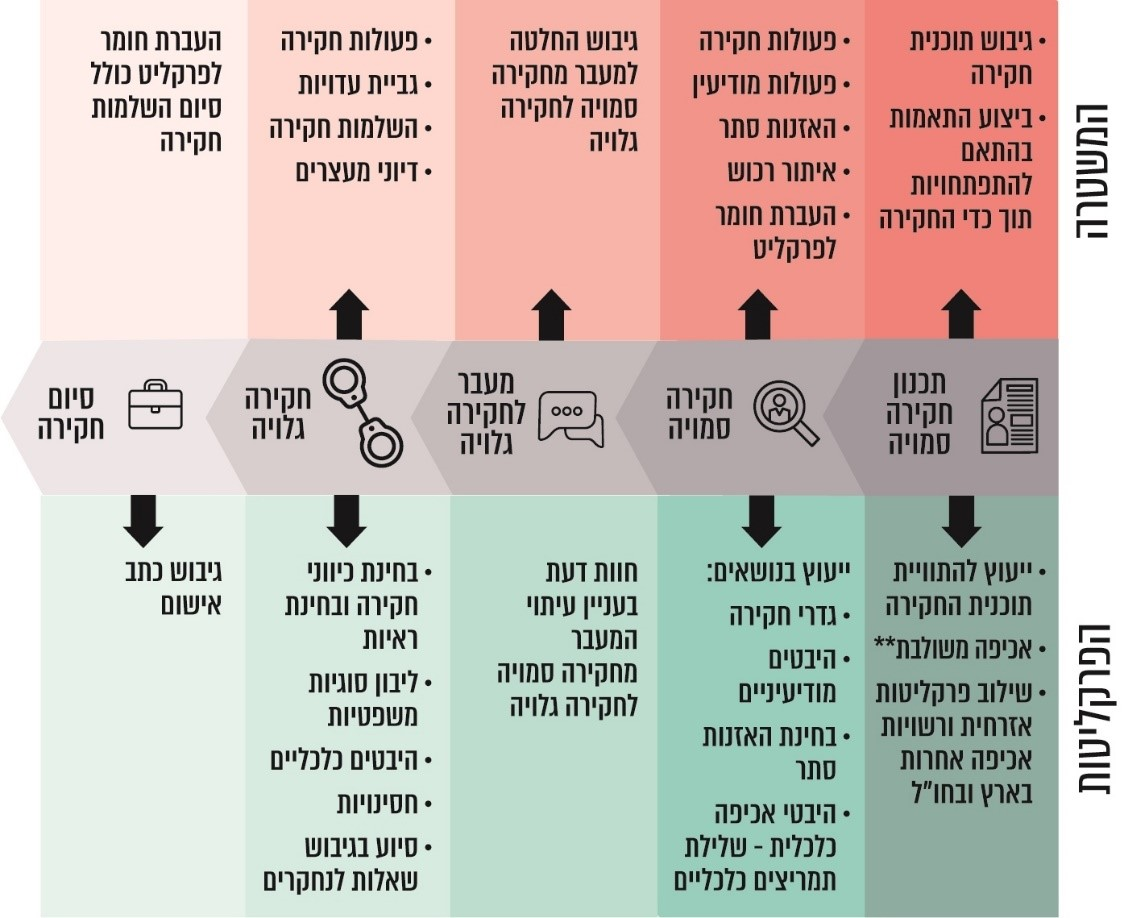 המשטרה
• גיבוש תוכנית
חקירה
• ביצוע התאמות
בהתאם
להתפתחויות
תוך כדי החקירה
• פעולות חקירה
• פעולות מודיעין
• האזנות סתר
• איתור רכוש
• העברת חומר
לפרקליט
גיבוש החלטה
למעבר מחקירה
סמויה לחקירה
גלויה
• פעולות חקירה
• גביית עדויות
• השלמות חקירה
• דיוני מעצרים
העברת חומר
לפרקליט כולל
סיום השלמות
חקירה
תכנון
חקירה
סמויה
חקירה
סמויה
מעבר
לחקירה
גלויה
חקירה
גלויה
סיום
חקירה
הפרקליטות
• ייעוץ להתוויית
תוכנית החקירה
• אכיפה משולבת**
• שילוב פרקליטות
אזרחית ורשויות
אכיפה אחרות
בארץ ובחו"ל
ייעוץ בנושאים:
• גדרי חקירה
• היבטים
מודיעיניים
• בחינת האזנות
סתר
• היבטי אכיפה
כלכלית - שלילת
תמריצים כלכליים
חוות דעת
בעניין עיתוי
המעבר
מחקירה סמויה
לחקירה גלויה
• בחינת כיווני
חקירה ובחינת
ראיות
• ליבון סוגיות
משפטיות
• היבטים כלכליים
• חסינויות
• סיוע בגיבוש
שאלות לנחקרים
גיבוש כתב
אישום